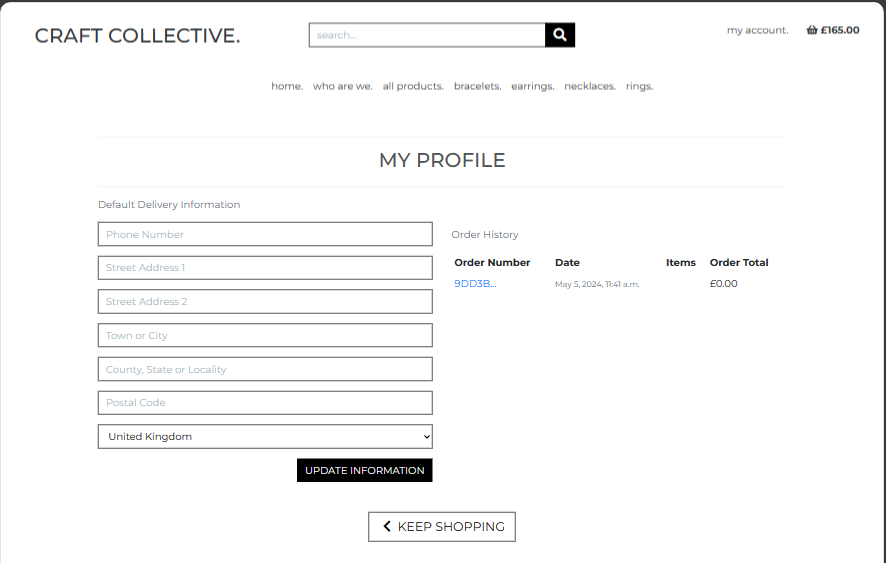 CRAFT COLLECTIVE.
search...
my account.
£165.00
home. who are we. all products. bracelets. earrings. necklaces. rings.
MY PROFILE
Default Delivery Information
Phone Number
Street Address 1
Street Address 2
Town or City
County, State or Locality
Postal Code
United Kingdom
UPDATE INFORMATION
Order History
Order Number Date Items Order Total
9DD3B... May 5, 2024, 11:41 a.m. £0.00
KEEP SHOPPING